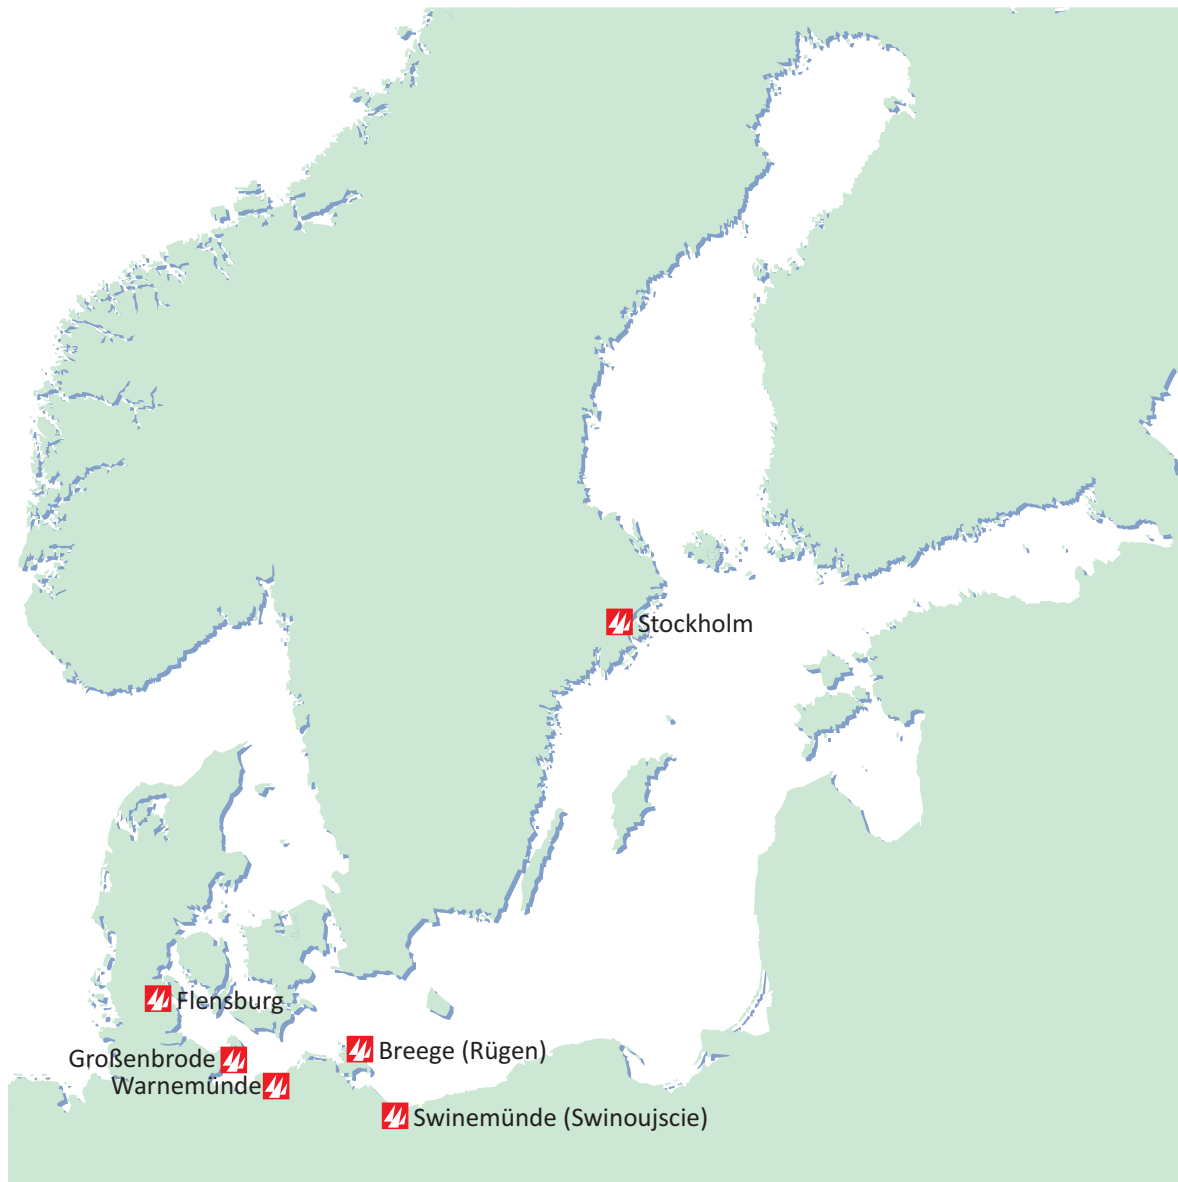 Stockholm
Flensburg
Großenbrode
Breege (Rügen)
Warnemünde
Swinemünde (Swinoujscie)